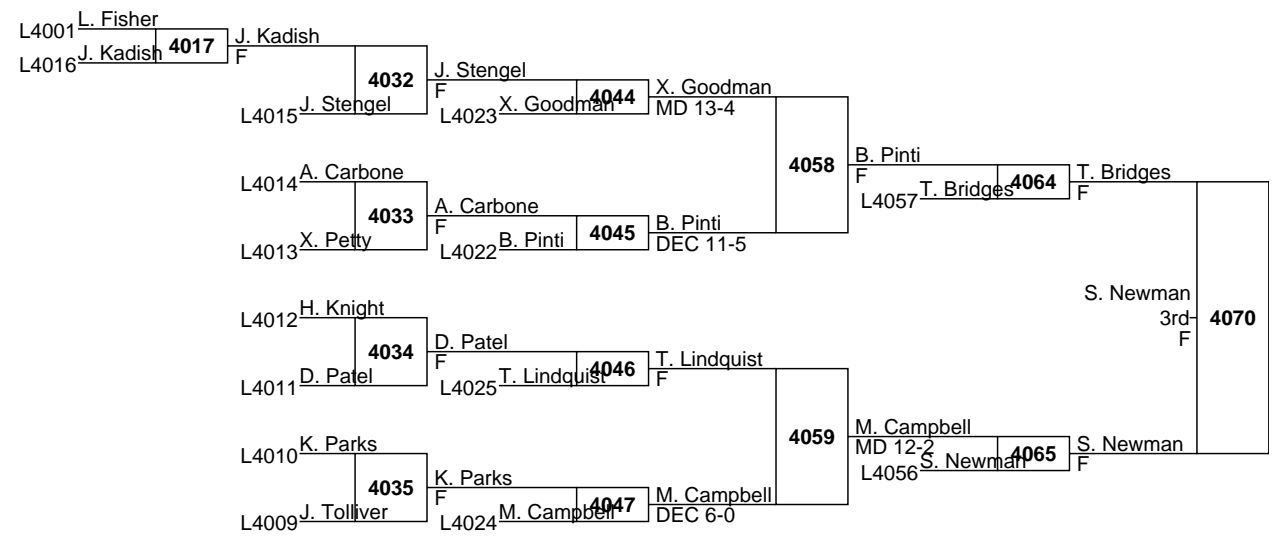 L. Fisher
L4001
4017
J. Kadish
F
J. Kadish
L4016
4032
J. Stengel
F
J. Stengel
L4015
X. Goodman
L4023
4044
X. Goodman
MD 13-4
4058
B. Pinti
F
A. Carbone
L4014
4033
A. Carbone
F
X. Petty
L4013
B. Pinti
L4022
4045
B. Pinti
DEC 11-5
T. Bridges
L4057
4064
T. Bridges
F
H. Knight
L4012
4034
D. Patel
F
D. Patel
L4011
T. Lindquist
L4025
4046
T. Lindquist
F
4059
M. Campbell
MD 12-2
K. Parks
L4010
4035
K. Parks
F
J. Tolliver
L4009
M. Campbell
L4024
4047
M. Campbell
DEC 6-0
S. Newman
L4056
4065
S. Newman
F
S. Newman
3rd
F
4070